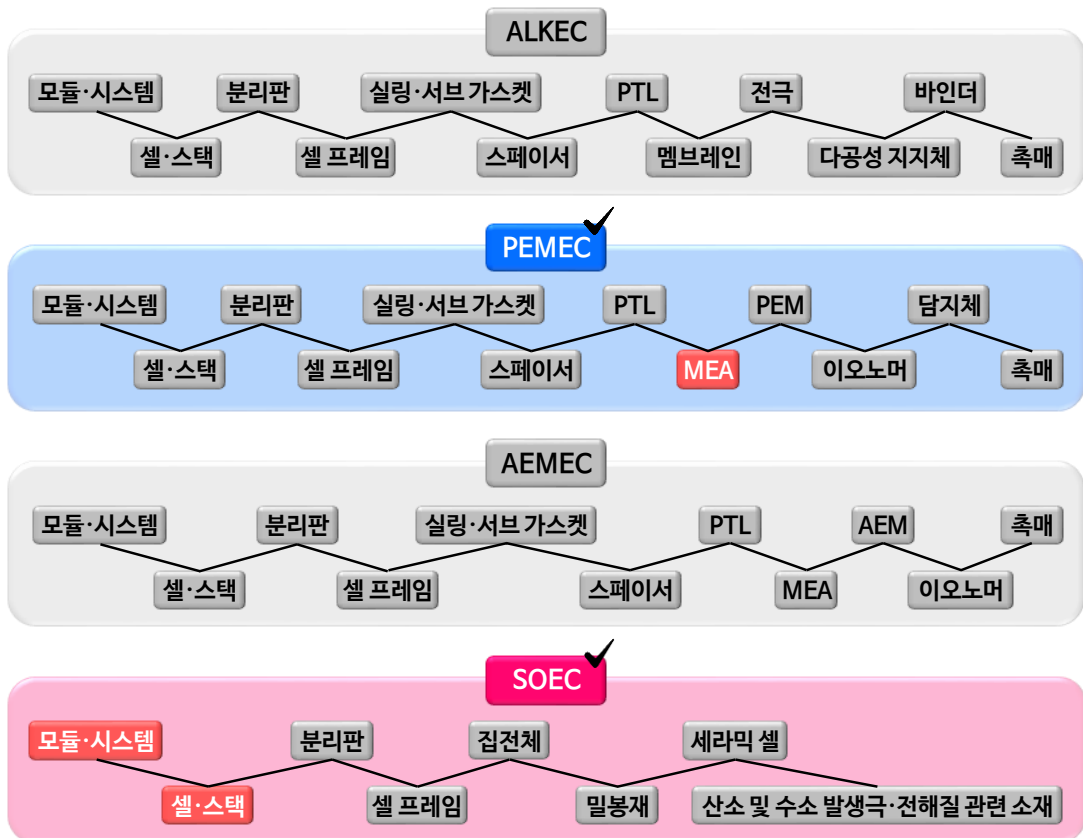 ALKEC
모듈·시스템 분리판 실링·서브 가스켓 PTL 전극 바인더
셀·스택 셀 프레임 스페이서 멤브레인 다공성 지지체 촉매
PEMEC
모듈·시스템 분리판 실링·서브 가스켓 PTL PEM 담지체
셀·스택 셀 프레임 스페이서 MEA 이오노머 촉매
AEMEC
모듈·시스템 분리판 실링·서브 가스켓 PTL AEM 촉매
셀·스택 셀 프레임 스페이서 MEA 이오노머
SOEC
모듈·시스템 분리판 집전체 세라믹 셀
셀·스택 셀 프레임 밀봉재 산소 및 수소 발생극·전해질 관련 소재